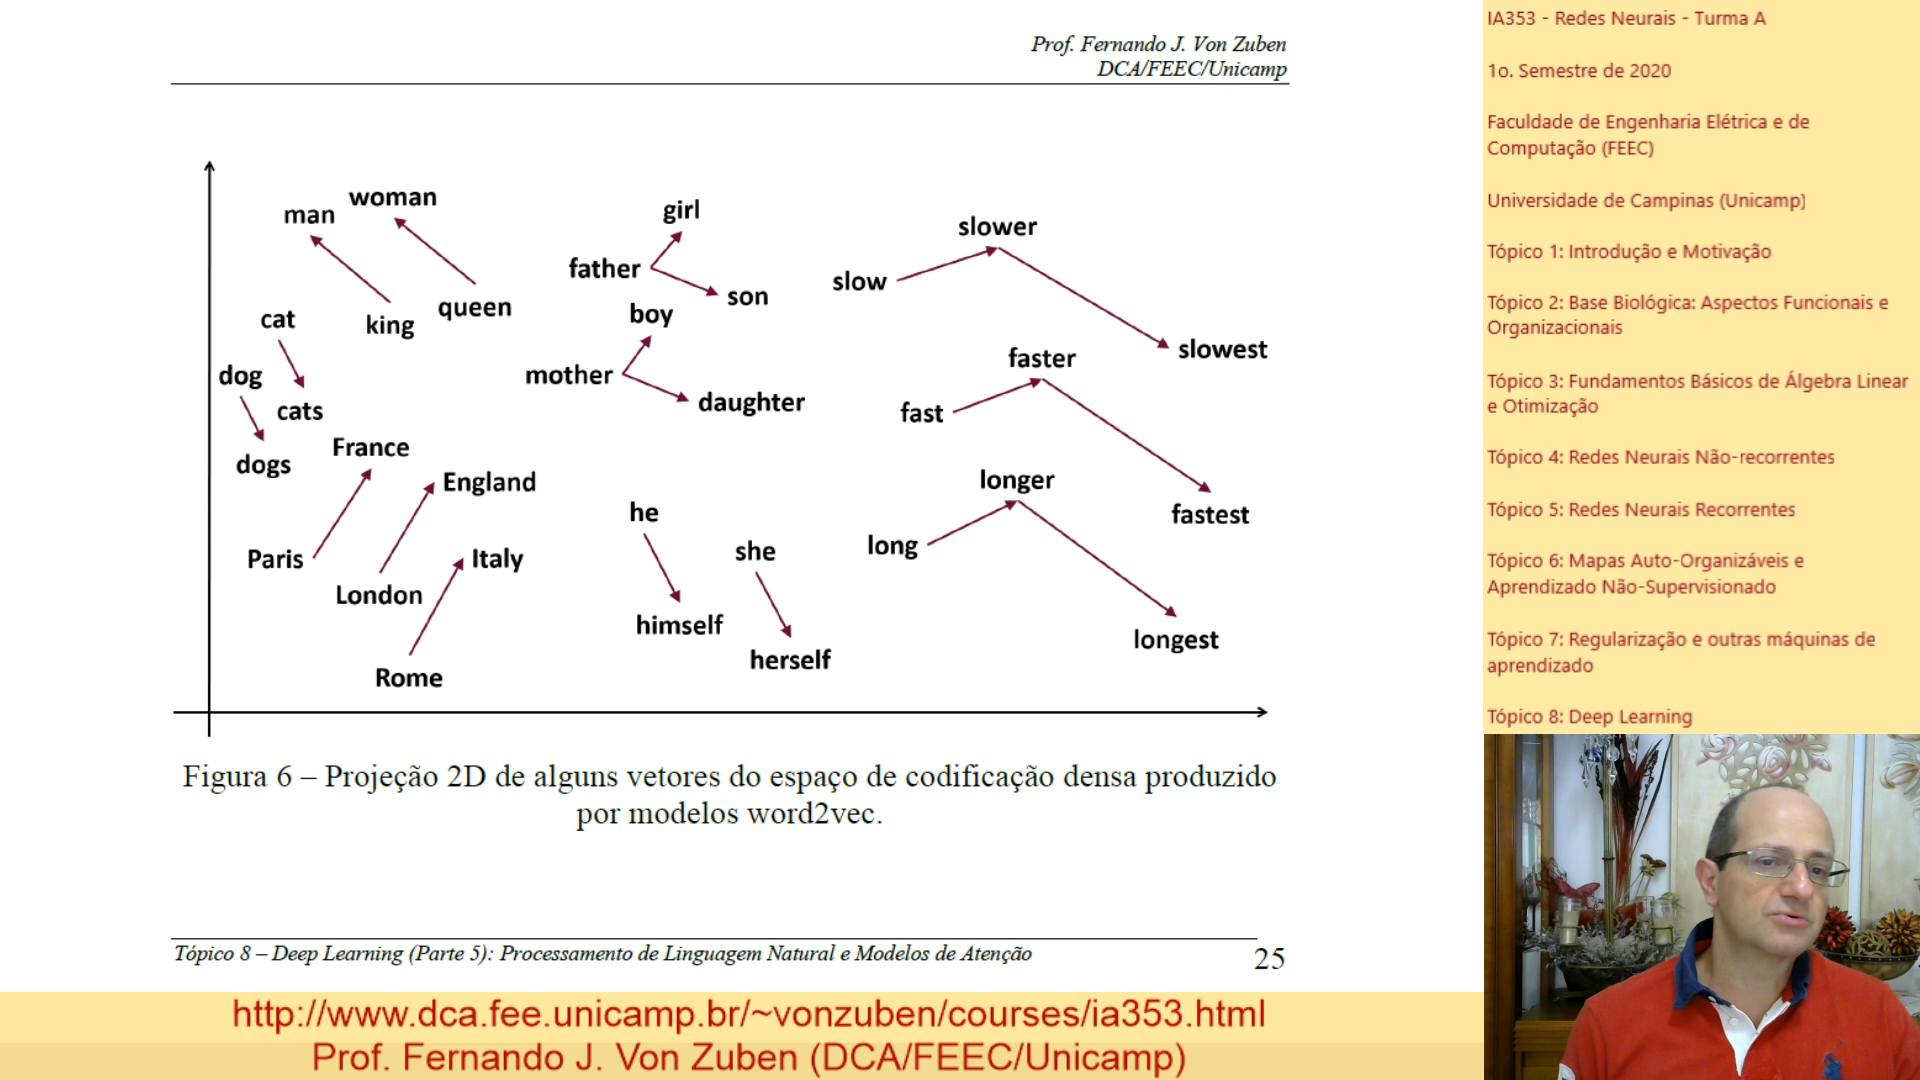 Prof. Fernando J. Von Zuben
DCA/FEEC/Unicamp
woman
man
girl
slower
father
slow
son
queen
boy
cat
king
slowest
faster
dog
mother
daughter
cats
fast
France
dogs
longer
England
he
fastest
long
she
Paris
Italy
London
himself
longest
herself
Rome
Figura 6 – Projeção 2D de alguns vetores do espaço de codificação densa produzido
por modelos word2vec.
Tópico 8 – Deep Learning (Parte 5): Processamento de Linguagem Natural e Modelos de Atenção
25
http://www.dca.fee.unicamp.br/~vonzuben/courses/ia353.html
Prof. Fernando J. Von Zuben (DCA/FEEC/Unicamp)
IA353 - Redes Neurais - Turma A
1o. Semestre de 2020
Faculdade de Engenharia Elétrica e de
Computação (FEEC)
Universidade de Campinas (Unicamp)
Tópico 1: Introdução e Motivação
Tópico 2: Base Biológica: Aspectos Funcionais e
Organizacionais
Tópico 3: Fundamentos Básicos de Álgebra Linear
e Otimização
Tópico 4: Redes Neurais Não-recorrentes
Tópico 5: Redes Neurais Recorrentes
Tópico 6: Mapas Auto-Organizáveis e
Aprendizado Não-Supervisionado
Tópico 7: Regularização e outras máquinas de
aprendizado
Tópico 8: Deep Learning